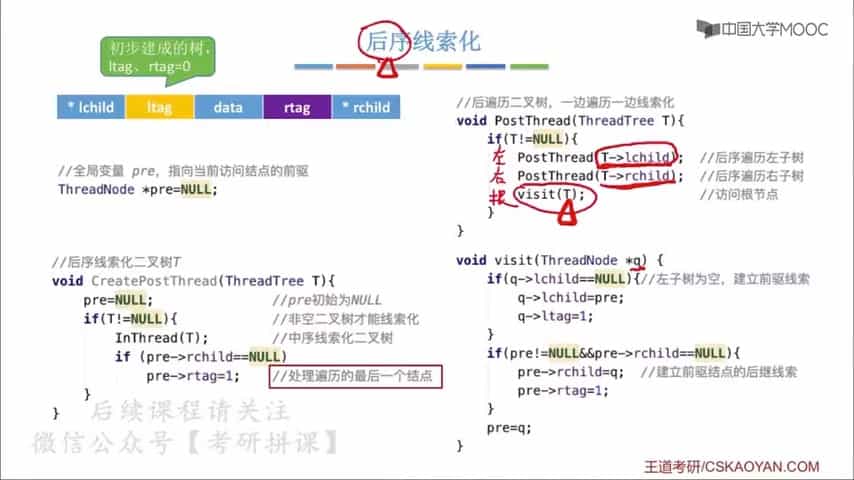 后序线索化
中国大学MOOC
初步建成的树，
ltag、rtag=0
* lchild ltag data rtag * rchild
//全局变量 pre，指向当前访问结点的前驱
ThreadNode *pre=NULL;
//后序线索化二叉树T
void CreatePostThread(ThreadTree T){
pre=NULL; //pre初始为NULL
if(T!=NULL){ //非空二叉树才能线索化
InThread(T); //中序线索化二叉树
if (pre->rchild==NULL)
pre->rtag=1; //处理遍历的最后一个结点
}
}
//后遍历二叉树，一边遍历一边线索化
void PostThread(ThreadTree T){
if(T!=NULL){
左 PostThread(T->lchild); //后序遍历左子树
右 PostThread(T->rchild); //后序遍历右子树
根 visit(T); //访问根节点
}
}
void visit(ThreadNode *q) {
if(q->lchild==NULL){//左子树为空，建立前驱线索
q->lchild=pre;
q->ltag=1;
}
if(pre!=NULL&&pre->rchild==NULL){
pre->rchild=q; //建立前驱结点的后继线索
pre->rtag=1;
}
pre=q;
}
后续课程请关注
微信公众号【考研拼课】
王道考研/CSKAOYAN.COM